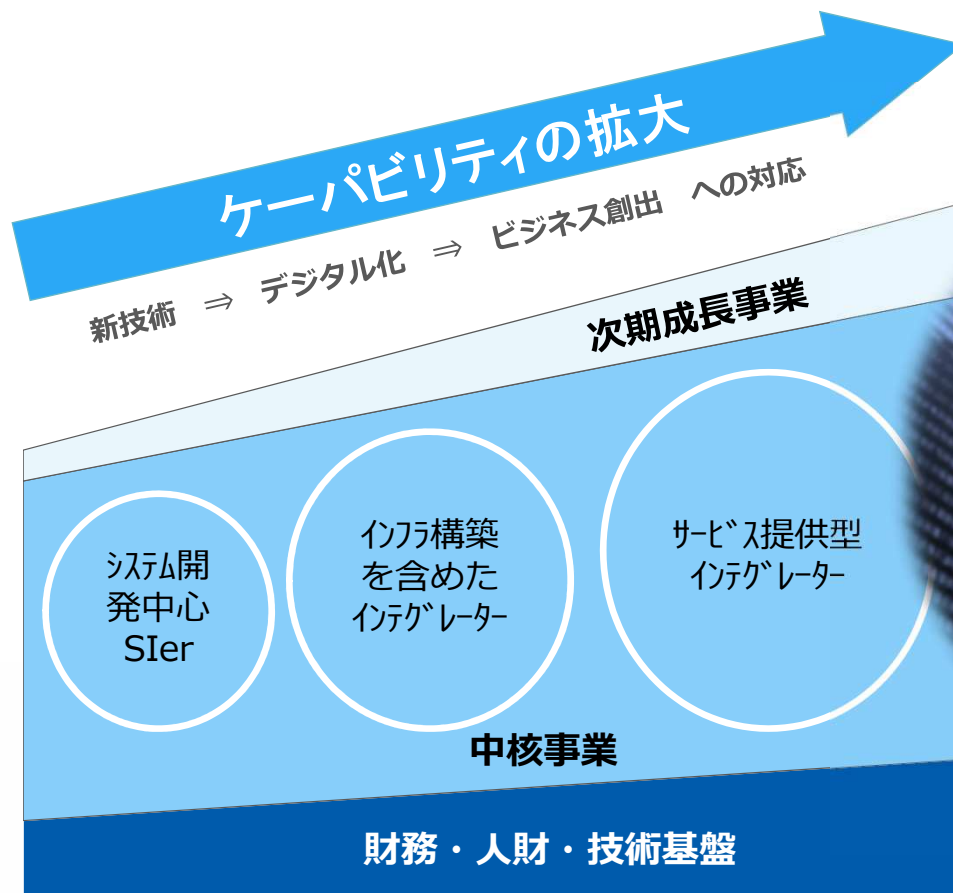 ケーパビリティの拡大
新技術 ⇒ デジタル化 ⇒ ビジネス創出 への対応
次期成長事業
ｼｽﾃﾑ開
発中心
SIer
ｲﾝﾌﾗ構築
を含めた
ｲﾝﾃｸﾞﾚｰﾀｰ
ｻｰﾋﾞｽ提供型
ｲﾝﾃｸﾞﾚｰﾀｰ
中核事業
財務・人財・技術基盤